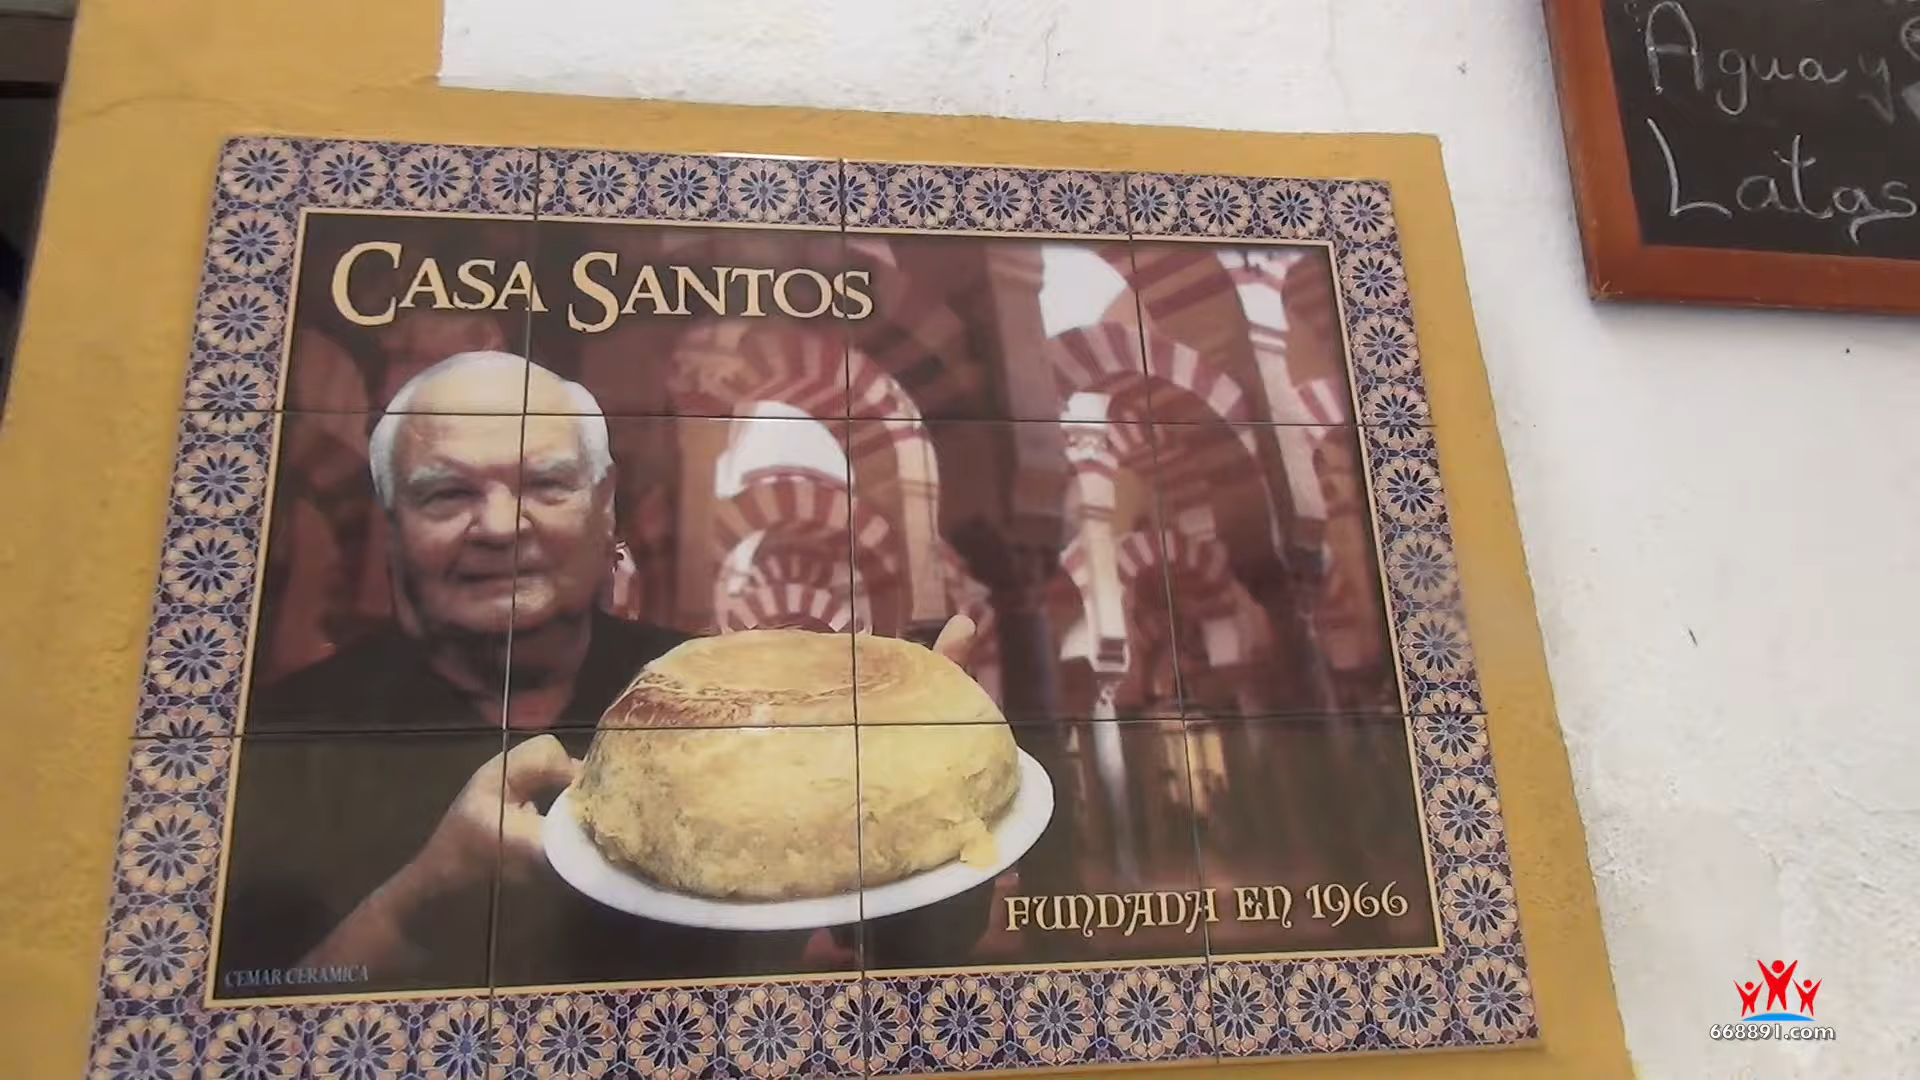 Agua y
Latas
CASA SANTOS
FUNDADA EN 1966
CEMAR CERAMICA
668891.com